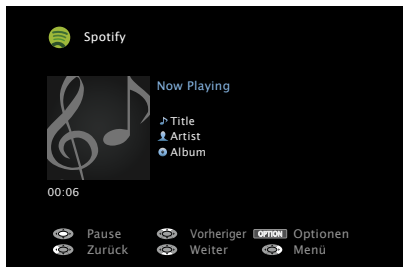 Spotify
Now Playing
Title
Artist
Album
00:06
Pause Vorheriger OPTION Optionen
Zurück Weiter Menü